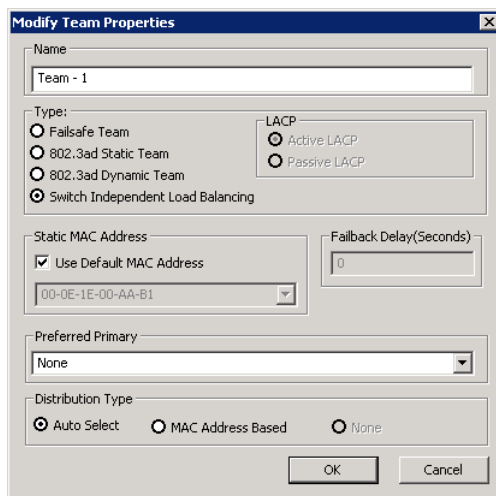 Modify Team Properties
Name
Team - 1
Type:
Failsafe Team
802.3ad Static Team
802.3ad Dynamic Team
Switch Independent Load Balancing
LACP
Active LACP
Passive LACP
Static MAC Address
Use Default MAC Address
00-0E-1E-00-AA-B1
Failback Delay(Seconds)
0
Preferred Primary
None
Distribution Type
Auto Select
MAC Address Based
None
OK
Cancel